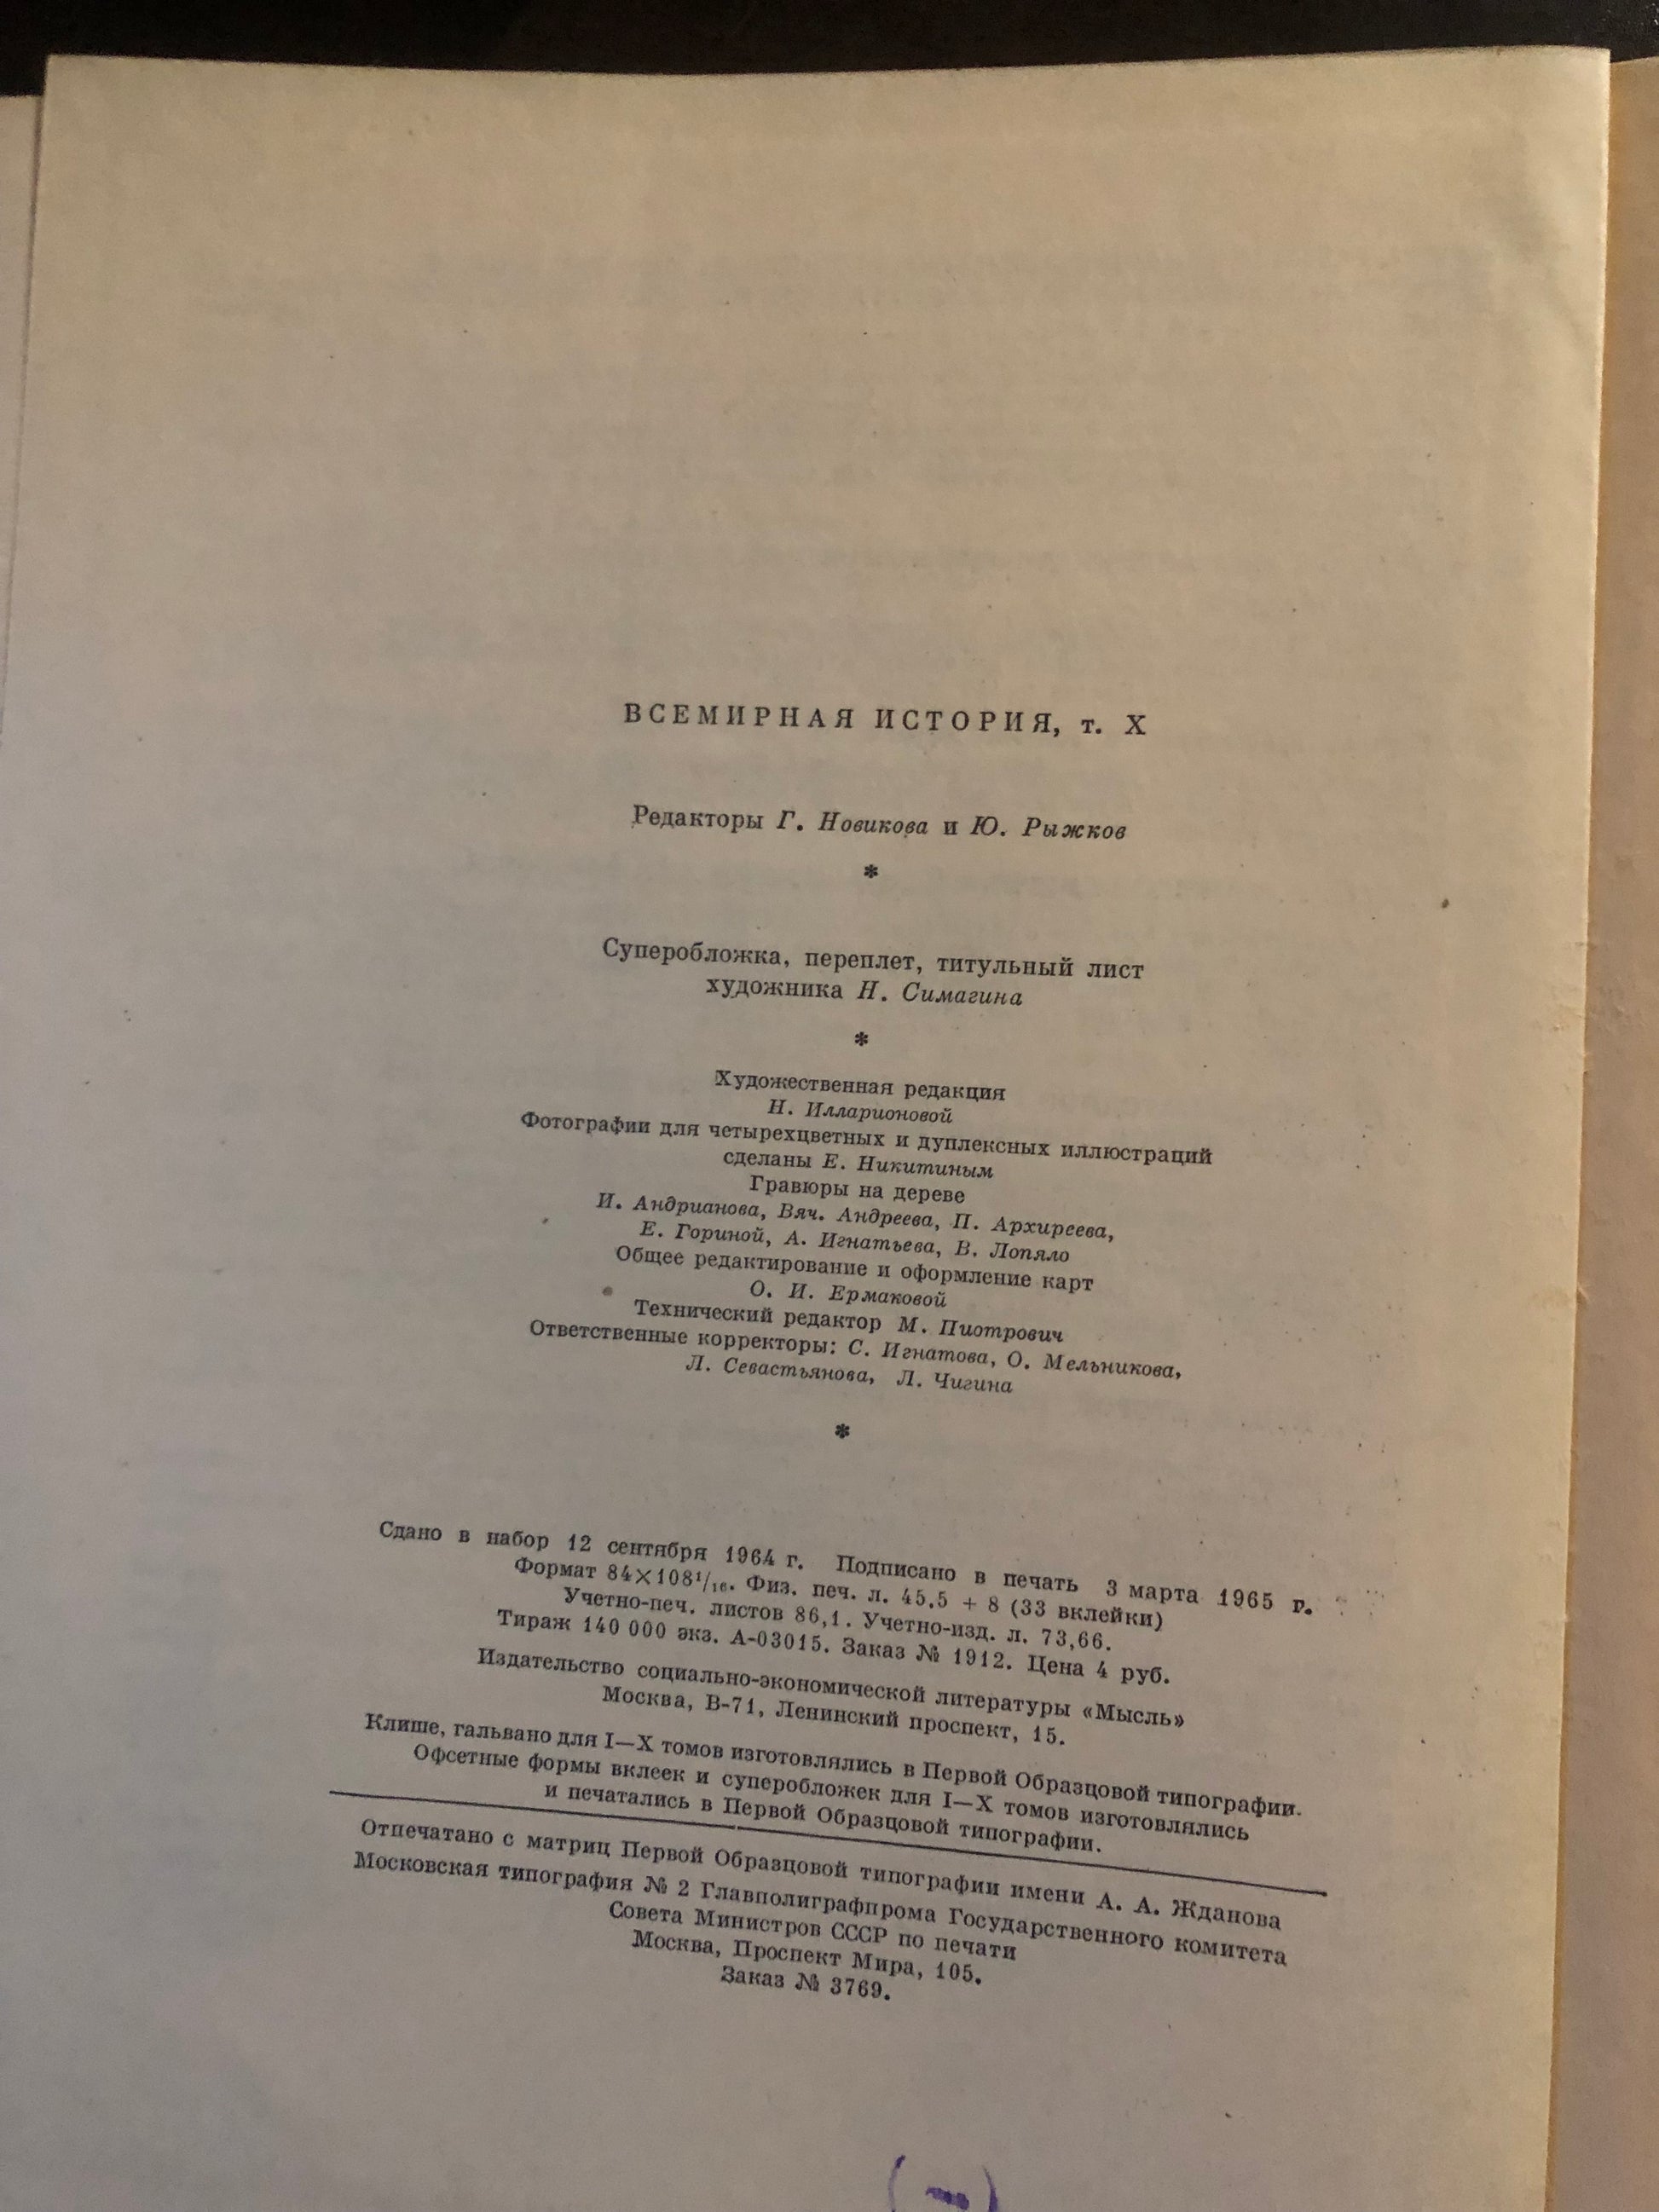 ВСЕМИРНАЯ ИСТОРИЯ, т. X
Редакторы Г. Новикова и Ю. Рыжков
*
Суперобложка, переплет, титульный лист
художника Н. Симагина
*
Художественная редакция
Н. Илларионовой
Фотографии для четырехцветных и дуплексных иллюстраций
сделаны Е. Никитиным
Гравюры на дереве
И. Андрианова, Вяч. Андреева, П. Архиреева,
Е. Гориной, А. Игнатьева, В. Лопяло
Общее редактирование и оформление карт
О. И. Ермаковой
Технический редактор М. Пиотрович
Ответственные корректоры: С. Игнатова, О. Мельникова,
Л. Севастьянова, Л. Чигина
*
Сдано в набор 12 сентября 1964 г. Подписано в печать 3 марта 1965 г.
Формат 84×108¹/₁₆. Физ. печ. л. 45,5 + 8 (33 вклейки)
Учетно-печ. листов 86,1. Учетно-изд. л. 73,66.
Тираж 140 000 экз. А-03015. Заказ № 1912. Цена 4 руб.
Издательство социально-экономической литературы «Мысль»
Москва, В-71, Ленинский проспект, 15.
Клише, гальвано для I—X томов изготовлялись в Первой Образцовой типографии.
Офсетные формы вклеек и суперобложек для I—X томов изготовлялись
и печатались в Первой Образцовой типографии.
Отпечатано с матриц Первой Образцовой типографии имени А. А. Жданова
Московская типография № 2 Главполиграфпрома Государственного комитета
Совета Министров СССР по печати
Москва, Проспект Мира, 105.
Заказ № 3769.